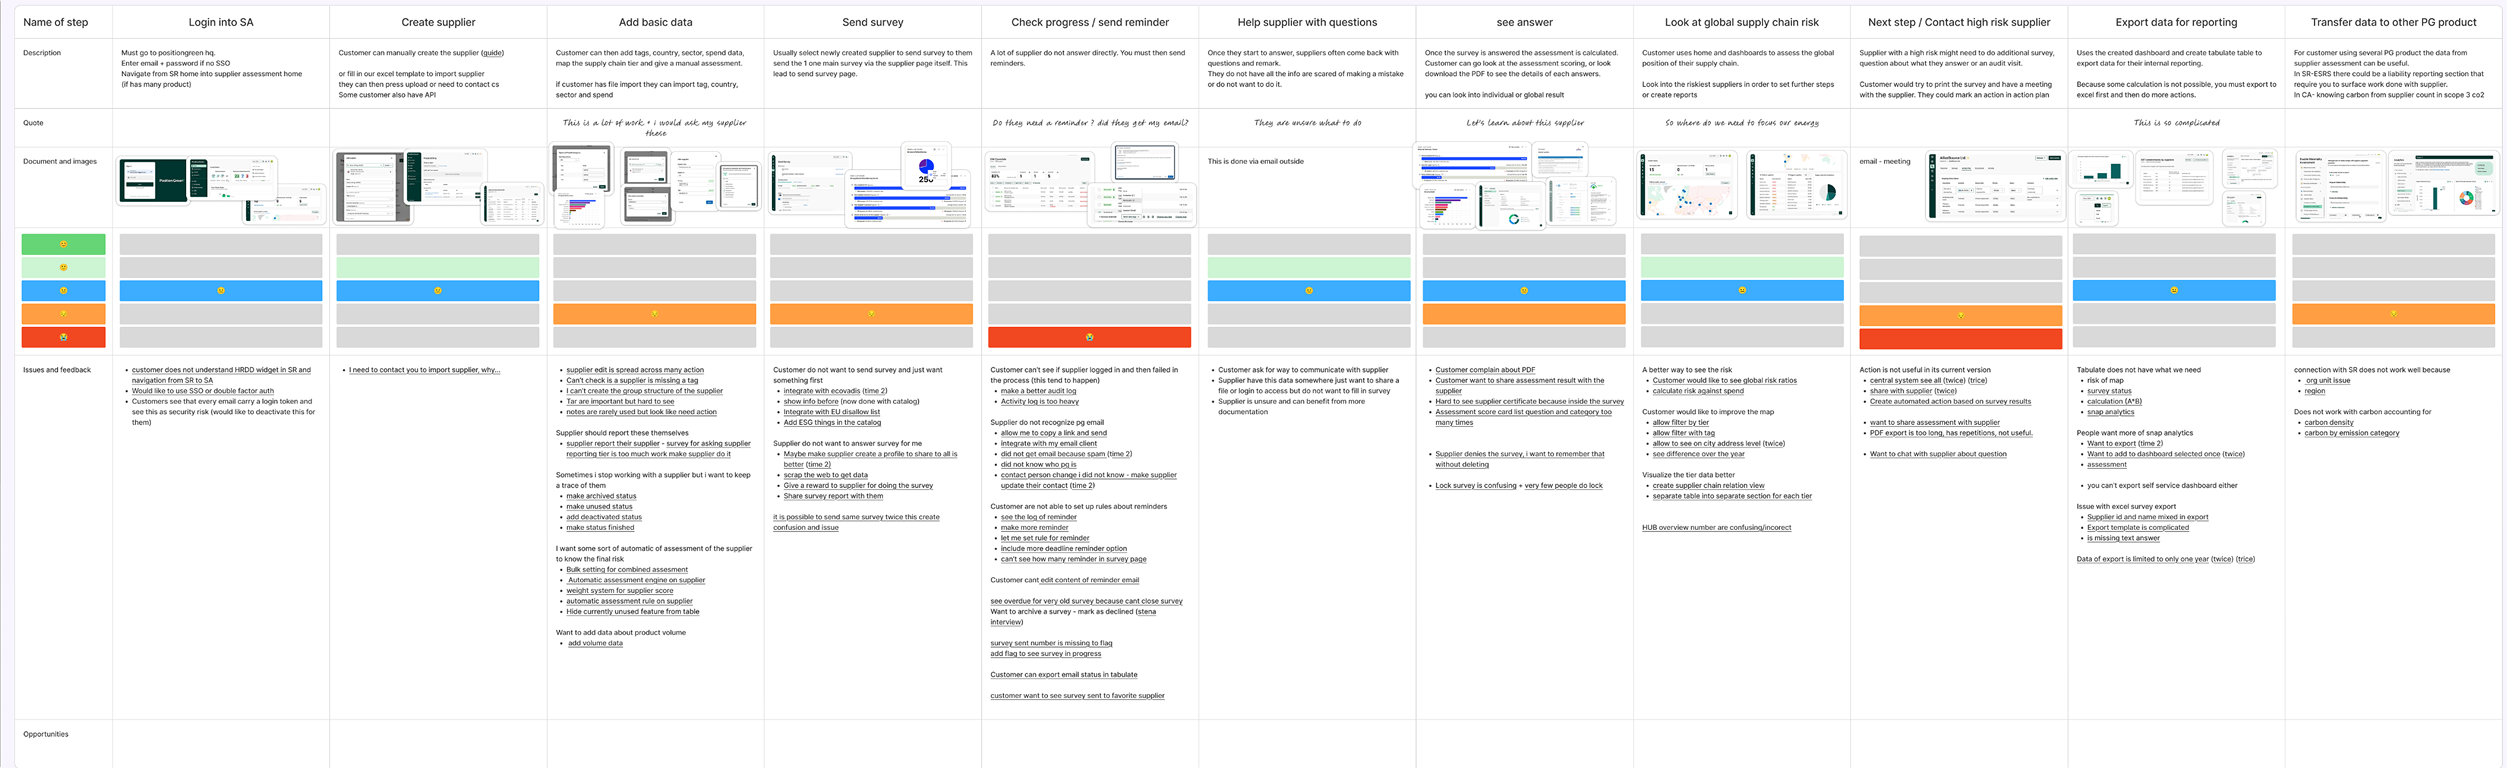 Name of step
Login into SA
Create supplier
Add basic data
Send survey
Check progress / send reminder
Help supplier with questions
see answer
Look at global supply chain risk
Next step / Contact high risk supplier
Export data for reporting
Transfer data to other PG product
Description
Must go to positiongreen hq.
Enter email + password if no SSO
Navigate from SR home into supplier assessment home
(if has many product)
Customer can manually create the supplier (guide)
or fill in our excel template to import supplier
they can then press upload or need to contact cs
Some customer also have API
Customer can then add tags, country, sector, spend data,
map the supply chain tier and give a manual assessment.
if customer has file import they can import tag, country,
sector and spend
Usually select newly created supplier to send survey to them
send the 1 one main survey via the supplier page itself. This
lead to send survey page.
A lot of supplier do not answer directly. You must then send
reminders.
Once they start to answer, suppliers often come back with
questions and remark.
They do not have all the info are scared of making a mistake
or do not want to do it.
Once the survey is answered the assessment is calculated.
Customer can go look at the assessment scoring, or look
download the PDF to see the details of each answers.
you can look into individual or global result
Customer uses home and dashboards to assess the global
position of their supply chain.
Look into the riskiest suppliers in order to set further steps
or create reports
Supplier with a high risk might need to do additional survey,
question about what they answer or an audit visit.
Customer would try to print the survey and have a meeting
with the supplier. They could mark an action in action plan
Uses the created dashboard and create tabulate table to
export data for their internal reporting.
Because some calculation is not possible, you must export to
excel first and then do more actions.
For customer using several PG product the data from
supplier assessment can be useful.
In SR-ESRS there could be a liability reporting section that
require you to surface work done with supplier.
In CA- knowing carbon from supplier count in scope 3 co2
Quote
This is a lot of work + i would ask my supplier
these
Do they need a reminder ? did they get my email?
They are unsure what to do
Let's learn about this supplier
So where do we need to focus our energy
This is so complicated
Document and images
This is done via email outside
email - meeting
Issues and feedback
• customer does not understand HRDD widget in SR and
navigation from SR to SA
• Would like to use SSO or double factor auth
• Customers see that every email carry a login token and
see this as security risk (would like to deactivate this for
them)
• I need to contact you to import supplier, why...
• supplier edit is spread across many action
• Can't check is a supplier is missing a tag
• I can't create the group structure of the supplier
• Tar are important but hard to see
• notes are rarely used but look like need action
Supplier should report these themselves
• supplier report their supplier - survey for asking supplier
reporting tier is too much work make supplier do it
Sometimes i stop working with a supplier but i want to keep
a trace of them
• make archived status
• make unused status
• add deactivated status
• make status finished
I want some sort of automatic of assessment of the supplier
to know the final risk
• Bulk setting for combined assesment
• Automatic assessment engine on supplier
• weight system for supplier score
• automatic assessment rule on supplier
• Hide currently unused feature from table
Want to add data about product volume
• add volume data
Customer do not want to send survey and just want
something first
• integrate with ecovadis (time 2)
• show info before (now done with catalog)
• Integrate with EU disallow list
• Add ESG things in the catalog
Supplier do not want to answer survey for me
• Maybe make supplier create a profile to share to all is
better (time 2)
• scrap the web to get data
• Give a reward to supplier for doing the survey
• Share survey report with them
it is possible to send same survey twice this create
confusion and issue
Customer can't see if supplier logged in and then failed in
the process (this tend to happen)
• make a better audit log
• Activity log is too heavy
Supplier do not recognize pg email
• allow me to copy a link and send
• integrate with my email client
• did not get email because spam (time 2)
• did not know who pg is
• contact person change i did not know - make supplier
update their contact (time 2)
Customer are not able to set up rules about reminders
• see the log of reminder
• make more reminder
• let me set rule for reminder
• include more deadline reminder option
• can't see how many reminder in survey page
Customer cant edit content of reminder email
see overdue for very old survey because cant close survey
Want to archive a survey - mark as declined (stena
interview)
survey sent number is missing to flag
add flag to see survey in progress
Customer can export email status in tabulate
customer want to see survey sent to favorite supplier
• Customer ask for way to communicate with supplier
• Supplier have this data somewhere just want to share a
file or login to access but do not want to fill in survey
• Supplier is unsure and can benefit from more
documentation
• Customer complain about PDF
• Customer want to share assessment result with the
supplier
• Hard to see supplier certificate because inside the survey
• Assessment score card list question and category too
many times
• Supplier denies the survey, i want to remember that
without deleting
• Lock survey is confusing + very few people do lock
A better way to see the risk
• Customer would like to see global risk ratios
• calculate risk against spend
Customer would like to improve the map
• allow filter by tier
• allow filter with tag
• allow to see on city address level (twice)
• see difference over the year
Visualize the tier data better
• create supplier chain relation view
• separate table into separate section for each tier
HUB overview number are confusing/incorect
Action is not useful in its current version
• central system see all (twice) (trice)
• share with supplier (twice)
• Create automated action based on survey results
• want to share assessment with supplier
• PDF export is too long, has repetitions, not useful.
• Want to chat with supplier about question
Tabulate does not have what we need
• risk of map
• survey status
• calculation (A*B)
• snap analytics
People want more of snap analytics
• Want to export (time 2)
• Want to add to dashboard selected once (twice)
• assessment
• you can't export self service dashboard either
Issue with excel survey export
• Supplier id and name mixed in export
• Export template is complicated
• is missing text answer
Data of export is limited to only one year (twice) (trice)
connection with SR does not work well because
• org unit issue
• region
Does not work with carbon accounting for
• carbon density
• carbon by emission category
Opportunities